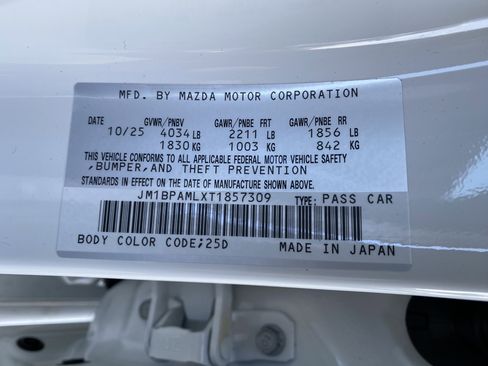 MFD. BY MAZDA MOTOR CORPORATION
DATE GVWR/PNBV GAWR/PNBE FRT GAWR/PNBE RR
10/25 4034 LB 2211 LB 1856 LB
1830 KG 1003 KG 842 KG
THIS VEHICLE CONFORMS TO ALL APPLICABLE FEDERAL MOTOR VEHICLE SAFETY
,BUMPER,AND THEFT PREVENTION
STANDARDS IN EFFECT ON THE DATE OF MANUFACTURE SHOWN ABOVE.
JM1BPAMLXT1857309 TYPE: PASS CAR
BODY COLOR CODE;25D MADE IN JAPAN